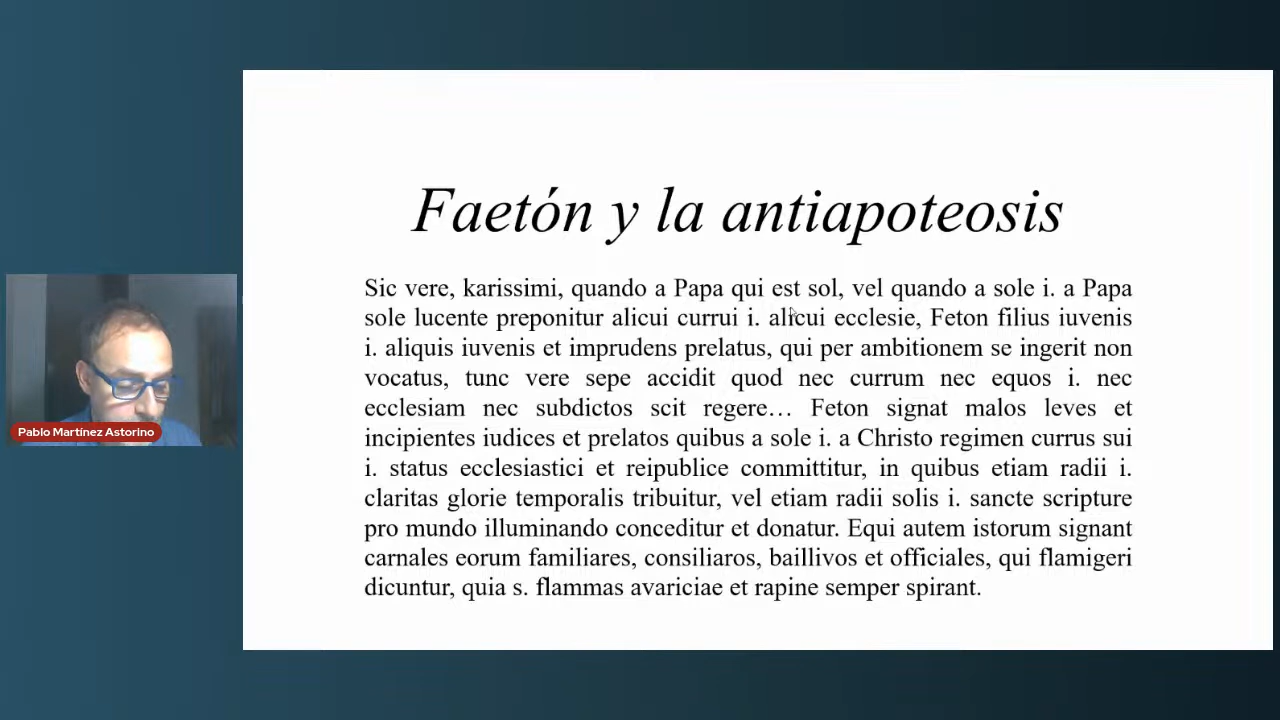 Faetón y la antiapoteosis
Sic vere, karissimi, quando a Papa qui est sol, vel quando a sole i. a Papa
sole lucente preponitur alicui currui i. alicui ecclesie, Feton filius iuvenis
i. aliquis iuvenis et imprudens prelatus, qui per ambitionem se ingerit non
vocatus, tunc vere sepe accidit quod nec currum nec equos i. nec
ecclesiam nec subdictos scit regere… Feton signat malos leves et
incipientes iudices et prelatos quibus a sole i. a Christo regimen currus sui
i. status ecclesiastici et reipublice committitur, in quibus etiam radii i.
claritas glorie temporalis tribuitur, vel etiam radii solis i. sancte scripture
pro mundo illuminando conceditur et donatur. Equi autem istorum signant
carnales eorum familiares, consiliaros, baillivos et officiales, qui flamigeri
dicuntur, quia s. flammas avariciae et rapine semper spirant.
Pablo Martínez Astorino